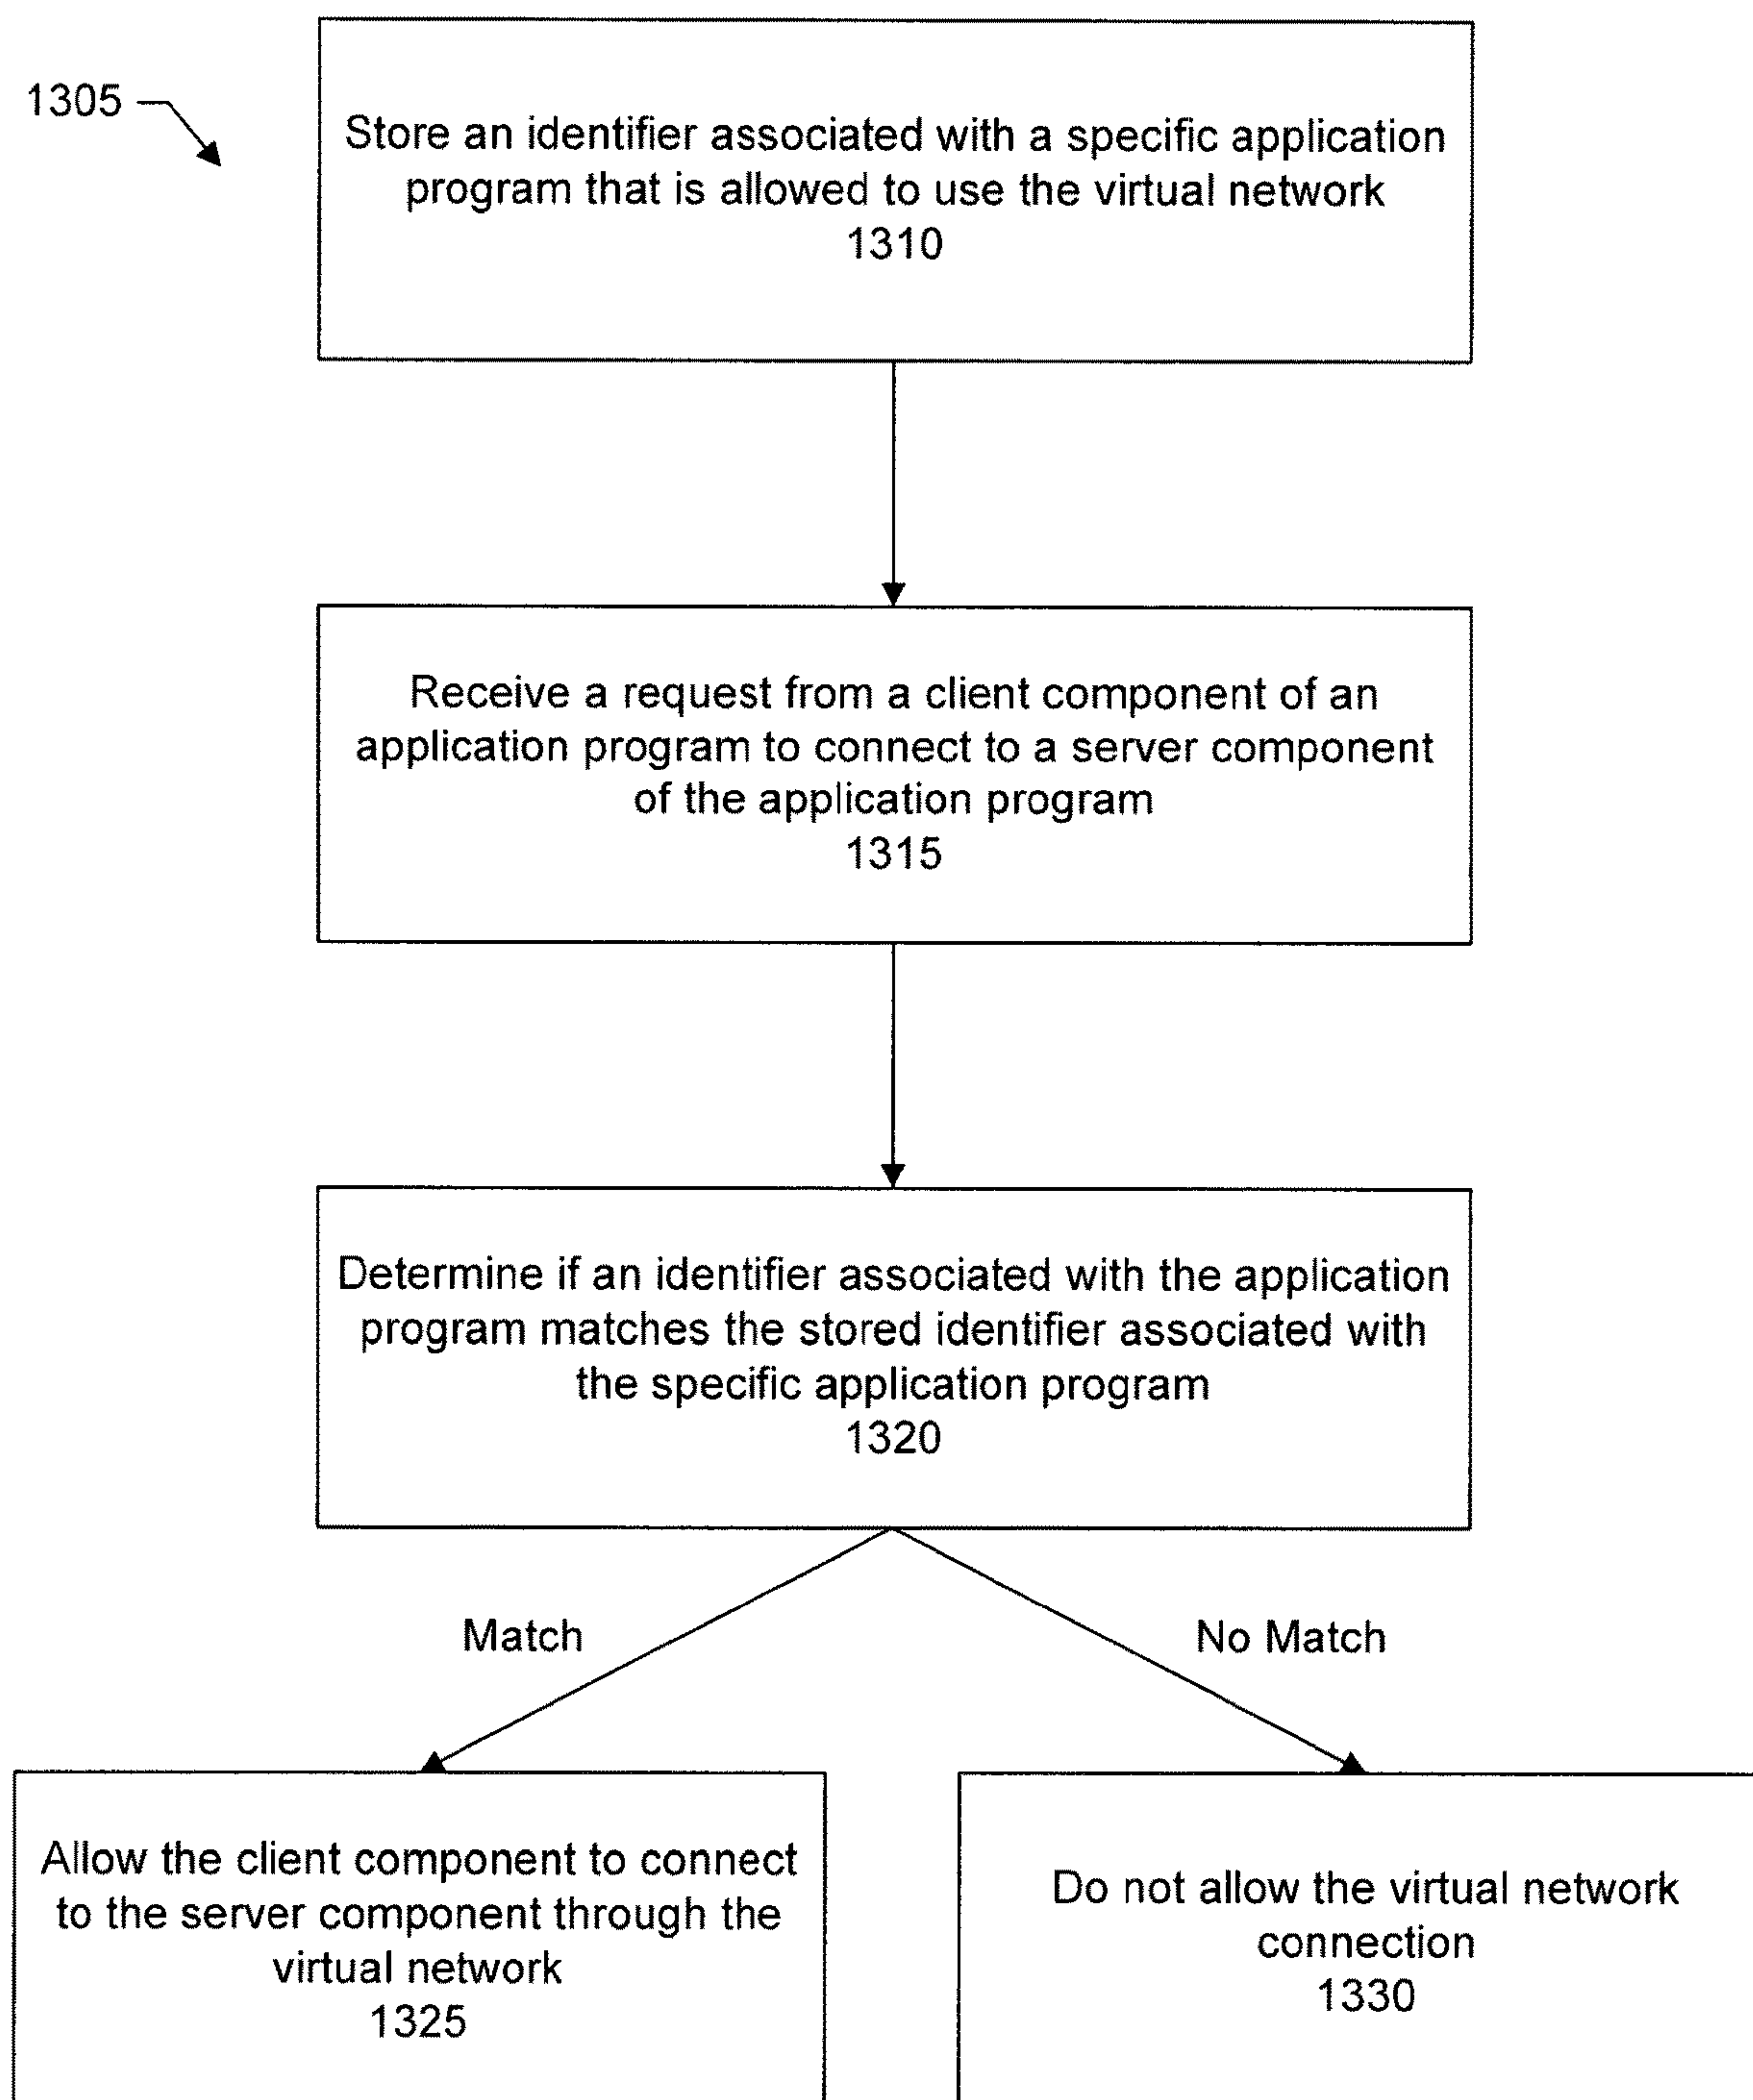 1305
Store an identifier associated with a specific application
program that is allowed to use the virtual network
1310
Receive a request from a client component of an
application program to connect to a server component
of the application program
1315
Determine if an identifier associated with the application
program matches the stored identifier associated with
the specific application program
1320
Match
No Match
Allow the client component to connect
to the server component through the
virtual network
1325
Do not allow the virtual network
connection
1330